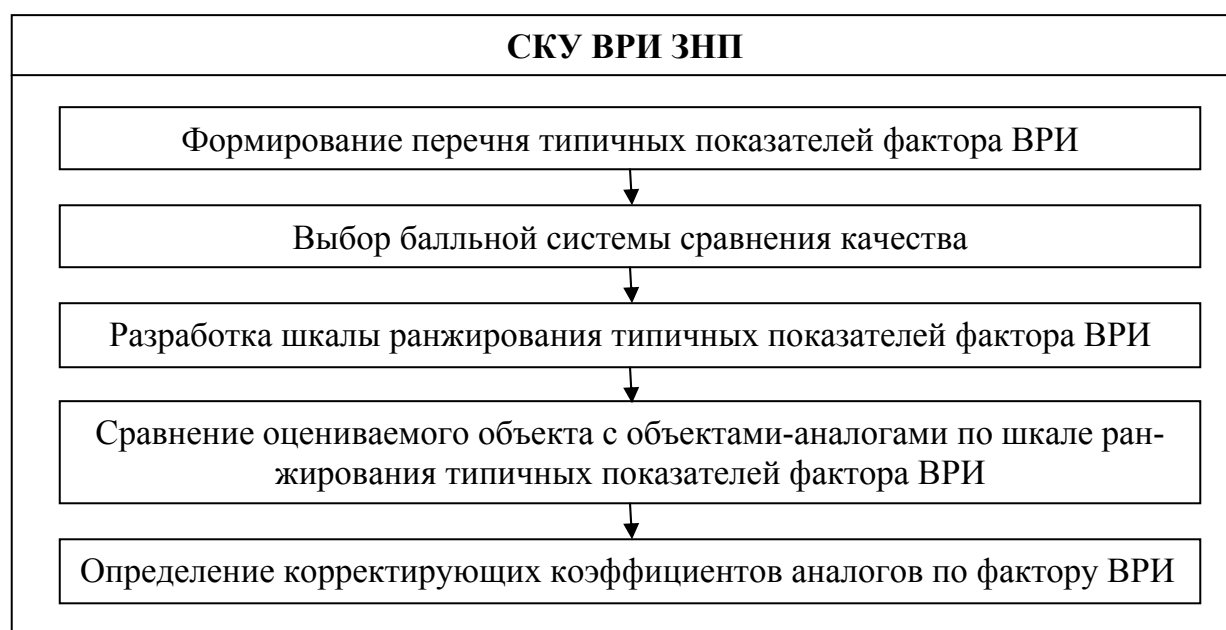 СКУ ВРИ ЗНП
Формирование перечня типичных показателей фактора ВРИ
Выбор балльной системы сравнения качества
Разработка шкалы ранжирования типичных показателей фактора ВРИ
Сравнение оцениваемого объекта с объектами-аналогами по шкале ран-
жирования типичных показателей фактора ВРИ
Определение корректирующих коэффициентов аналогов по фактору ВРИ